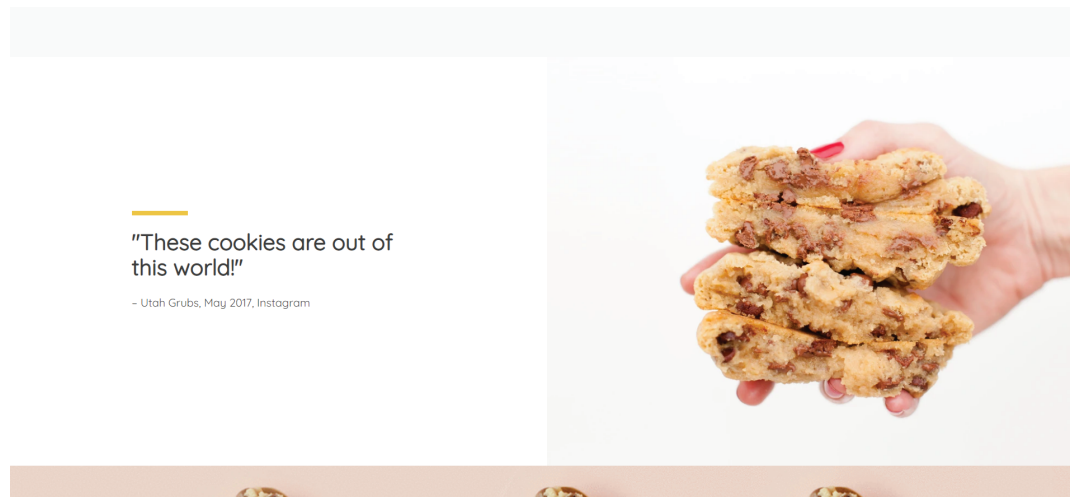 "These cookies are out of
this world!"
– Utah Grubs, May 2017, Instagram